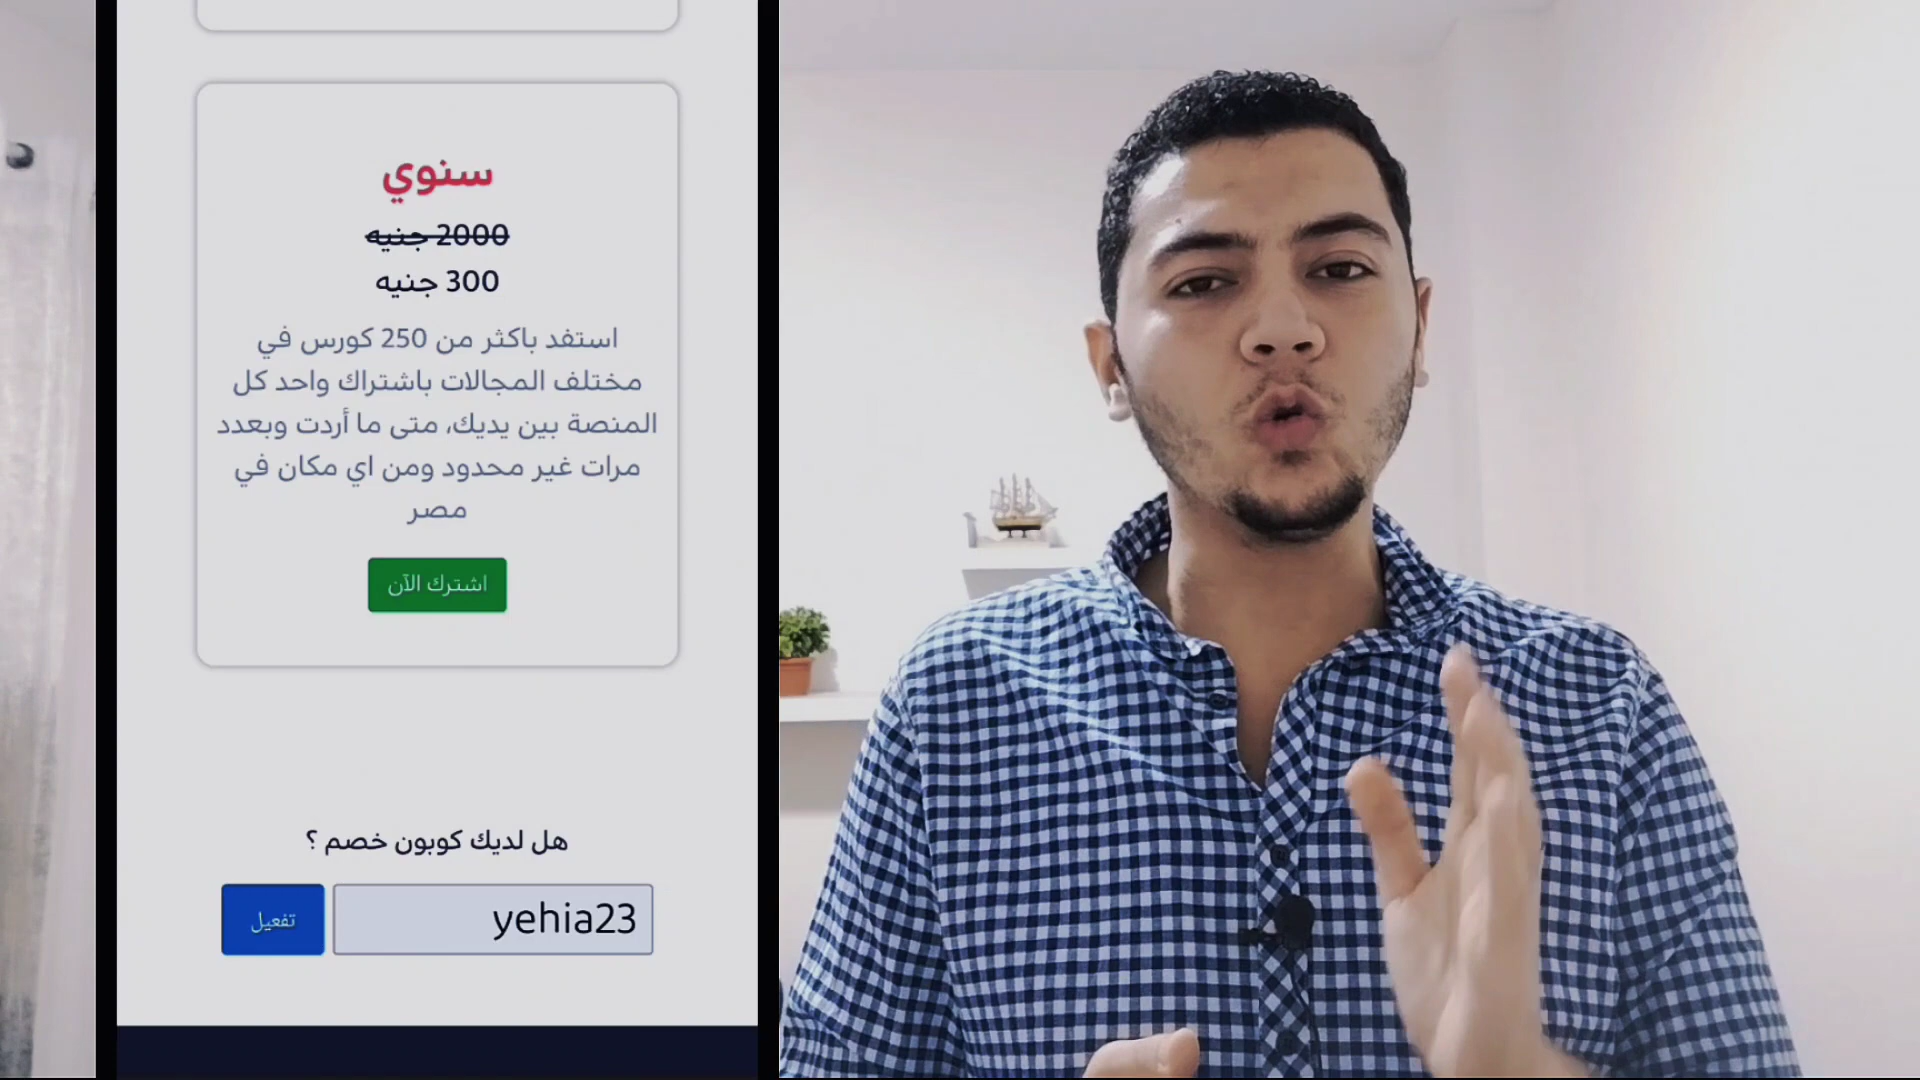 سنوي
2000 جنيه
300 جنيه
استفد باكثر من 250 كورس في
مختلف المجالات باشتراك واحد كل
المنصة بين يديك، متى ما أردت وبعدد
مرات غير محدود ومن اي مكان في
مصر
اشترك الآن
هل لديك كوبون خصم ؟
yehia23
تفعيل